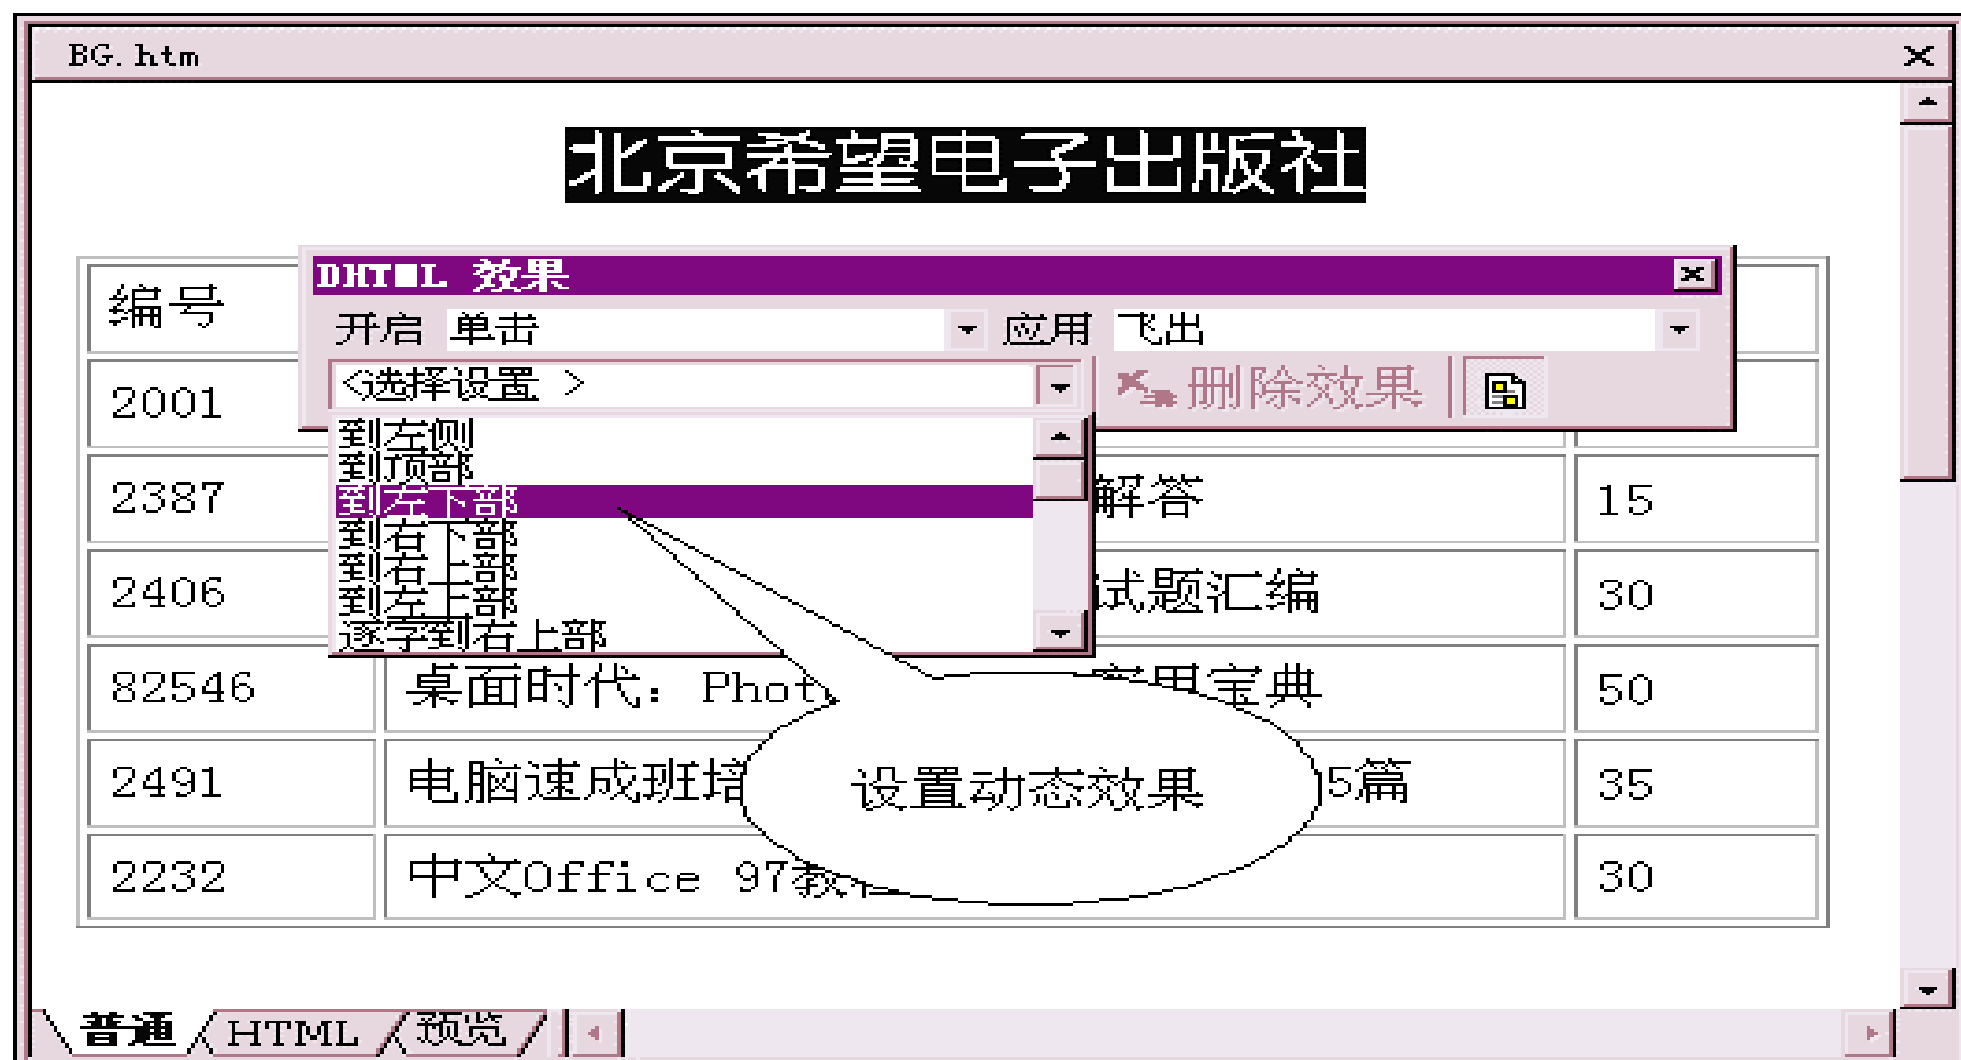 BG.htm
北京希望电子出版社
编号
DHTML 效果
开启 单击 应用 飞出
<选择设置 > 删除效果
到左侧
到顶部
到左下部
到右下部
到右上部
到左上部
逐字到右上部
2001
2387 解答 15
2406 试题汇编 30
82546 桌面时代: Phot 宝典 50
2491 电脑速成班培 5篇 35
2232 中文Office 97教 30
设置动态效果
普通 HTML 预览